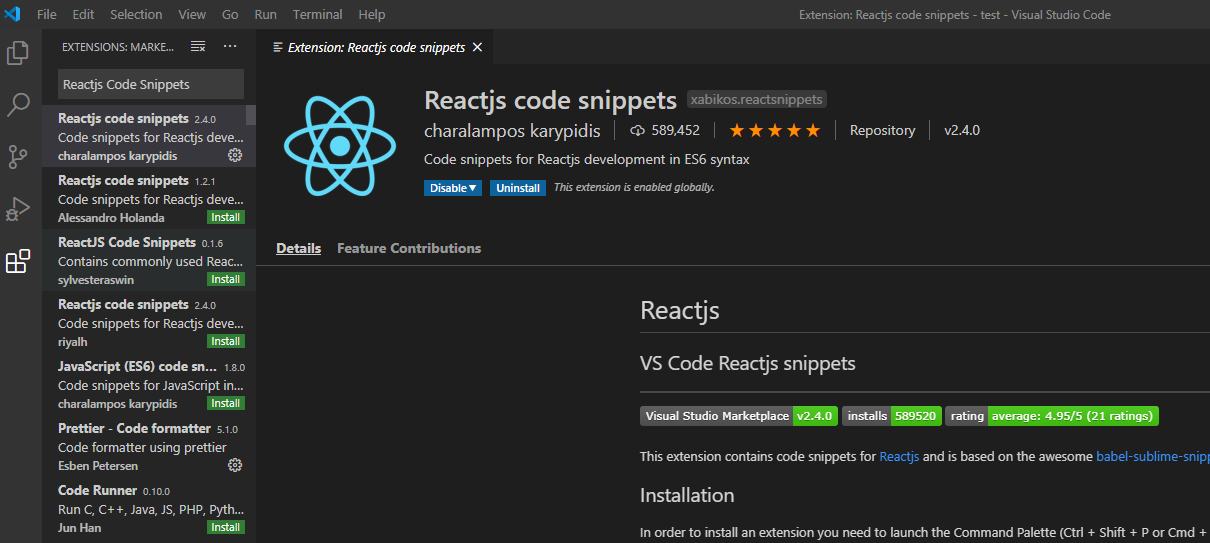 File Edit Selection View Go Run Terminal Help
Extension: Reactjs code snippets - test - Visual Studio Code
EXTENSIONS: MARKE...
Reactjs Code Snippets
Reactjs code snippets 2.4.0
Code snippets for Reactjs deve...
charalampos karypidis
Reactjs code snippets 1.2.1
Code snippets for Reactjs deve...
Alessandro Holanda Install
ReactJS Code Snippets 0.1.6
Contains commonly used Reac...
sylvesteraswin Install
Reactjs code snippets 2.4.0
Code snippets for Reactjs deve...
riyalh Install
JavaScript (ES6) code sn... 1.8.0
Code snippets for JavaScript in...
charalampos karypidis Install
Prettier - Code formatter 5.1.0
Code formatter using prettier
Esben Petersen
Code Runner 0.10.0
Run C, C++, Java, JS, PHP, Pyth...
Jun Han Install
Extension: Reactjs code snippets
Reactjs code snippets xabikos.reactsnippets
charalampos karypidis 589,452 Repository v2.4.0
Code snippets for Reactjs development in ES6 syntax
Disable Uninstall This extension is enabled globally.
Details Feature Contributions
Reactjs
VS Code Reactjs snippets
Visual Studio Marketplace v2.4.0 installs 589520 rating average: 4.95/5 (21 ratings)
This extension contains code snippets for Reactjs and is based on the awesome babel-sublime-snipp
Installation
In order to install an extension you need to launch the Command Palette (Ctrl + Shift + P or Cmd +